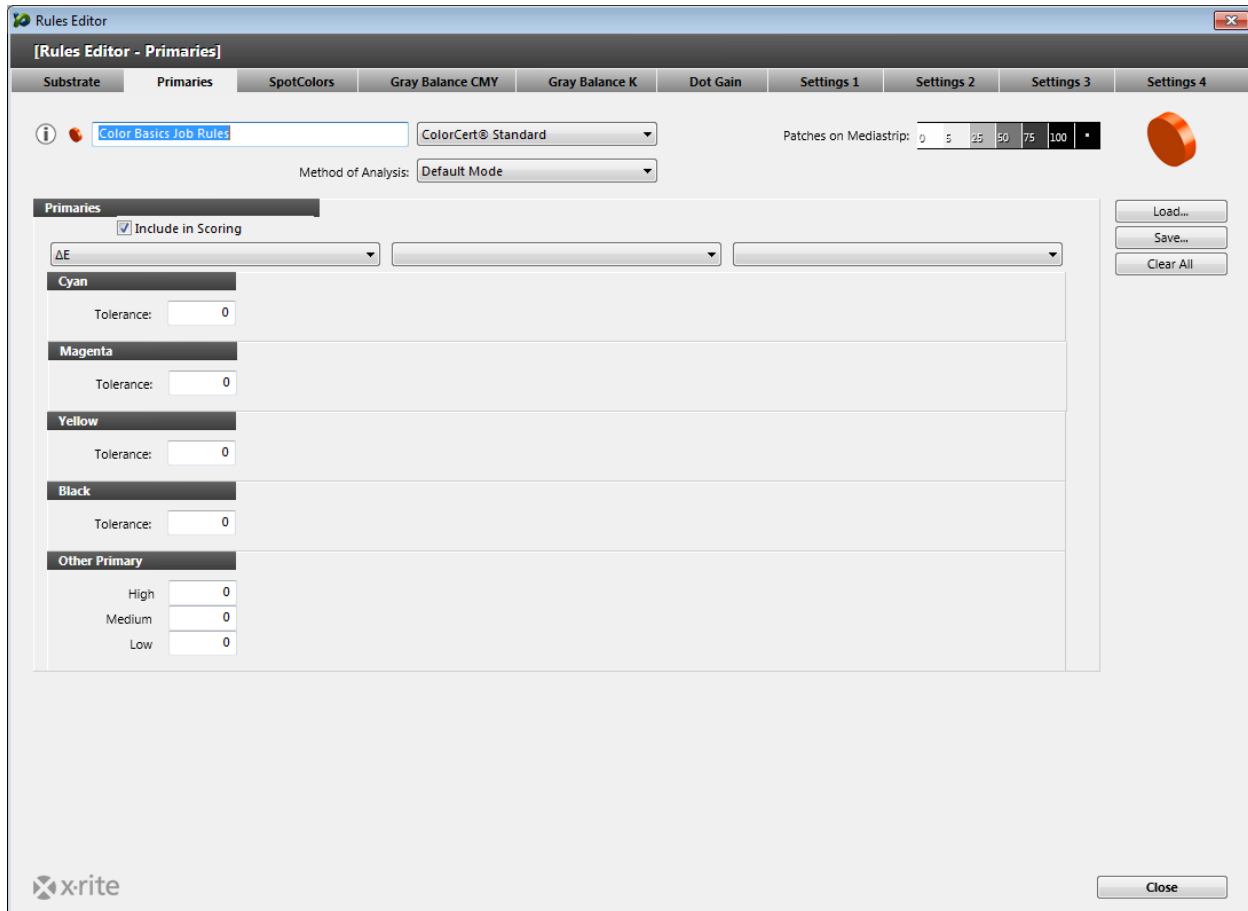 Rules Editor
[Rules Editor - Primaries]
Substrate Primaries SpotColors Gray Balance CMY Gray Balance K Dot Gain Settings 1 Settings 2 Settings 3 Settings 4
Color Basics Job Rules ColorCert® Standard Patches on Mediastrip: 0 5 25 50 75 100 *
Method of Analysis: Default Mode
Primaries
Load...
Include in Scoring
Save...
ΔE
Clear All
Cyan
Tolerance: 0
Magenta
Tolerance: 0
Yellow
Tolerance: 0
Black
Tolerance: 0
Other Primary
High 0
Medium 0
Low 0
x·rite
Close